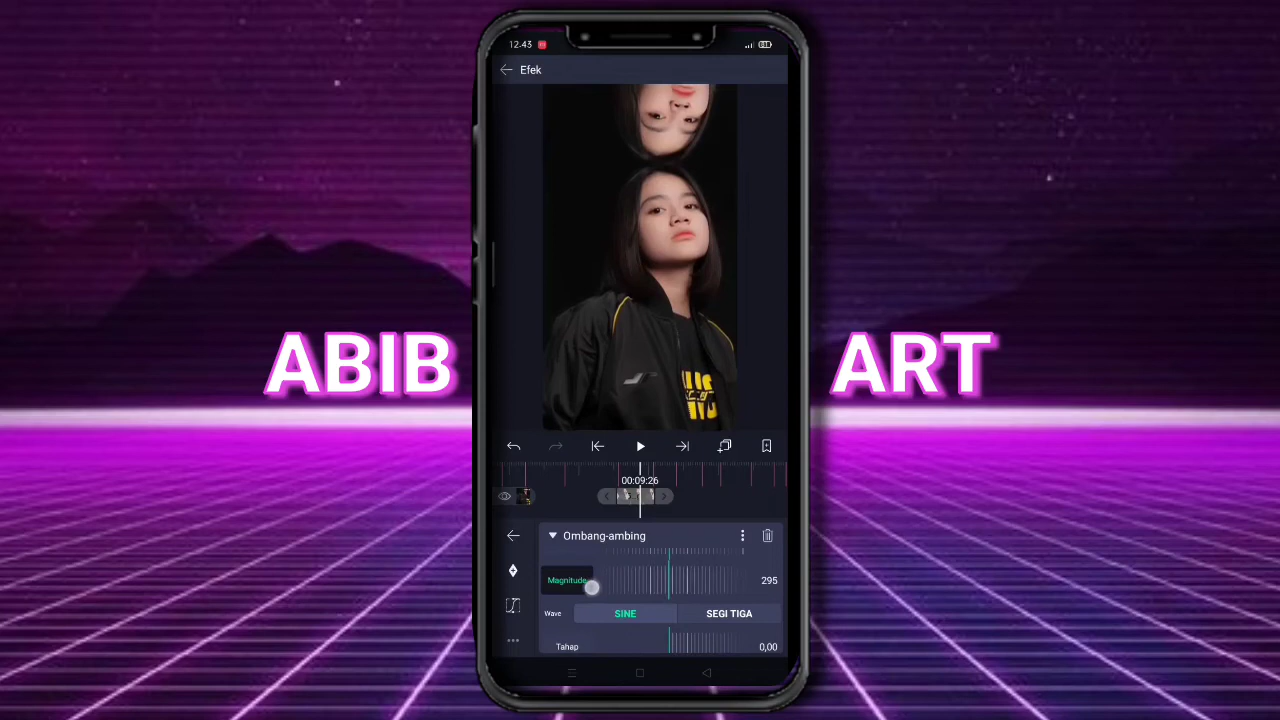 12.43
Efek
ABIB
ART
00:09:26
Ombang-ambing
Magnitude
295
Wave
SINE
SEGI TIGA
Tahap
0,00